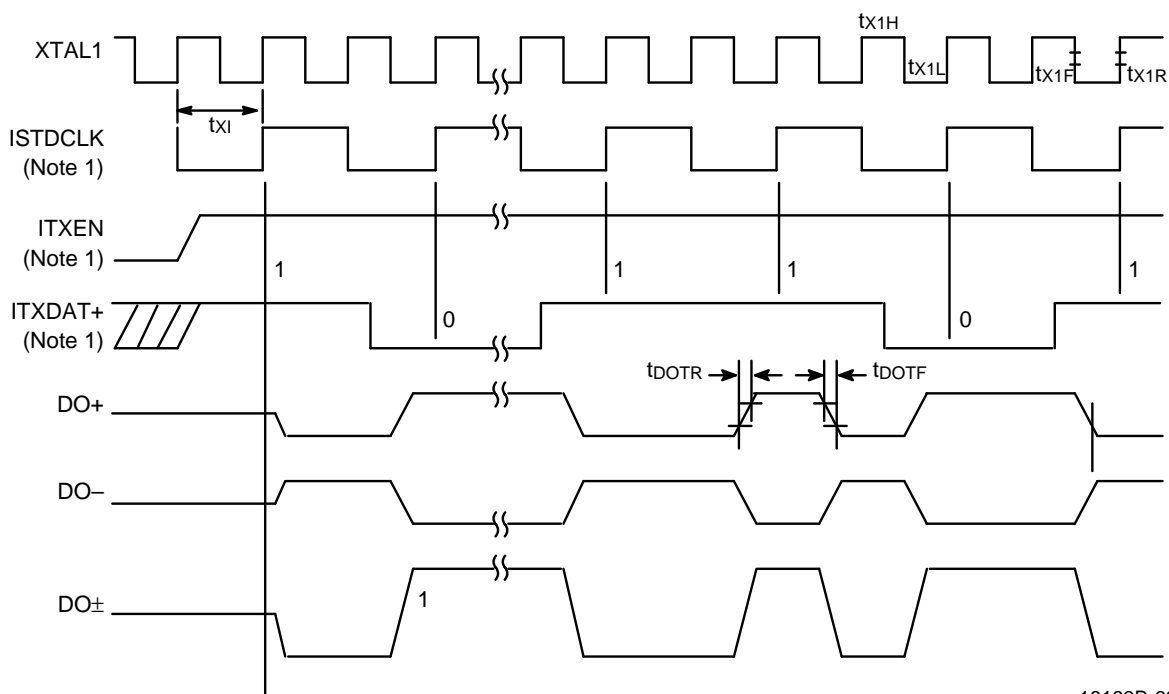 tX1H
XTAL1
tX1L
tX1F
tX1R
tXI
ISTDCLK
(Note 1)
ITXEN
(Note 1)
1
1
1
1
ITXDAT+
(Note 1)
0
0
tDOTR
tDOTF
DO+
DO–
DO±
1